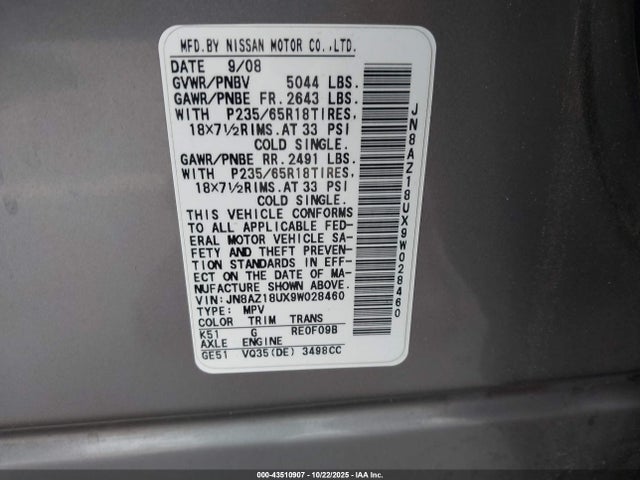 MFD.BY NISSAN MOTOR CO.,LTD.
DATE 9/08
GVWR/PNBV 5044 LBS.
GAWR/PNBE FR. 2643 LBS.
WITH P235/65R18TIRES,
18X7½RIMS.AT 33 PSI
COLD SINGLE.
GAWR/PNBE RR. 2491 LBS.
WITH P235/65R18TIRES,
18X7½RIMS.AT 33 PSI
COLD SINGLE.
THIS VEHICLE CONFORMS
TO ALL APPLICABLE FED-
ERAL MOTOR VEHICLE SA-
FETY AND THEFT PREVEN-
TION STANDARDS IN EFF-
ECT ON THE DATE OF MA-
NUFACTURE SHOWN ABOVE.
VIN: JN8AZ18UX9W028460
TYPE: MPV
COLOR TRIM TRANS
K51 G RE0F09B
AXLE ENGINE
GE51 VQ35(DE) 3498CC
JN8AZ18UX9W028460
000-43510907 - 10/22/2025 - IAA Holdings, LLC.